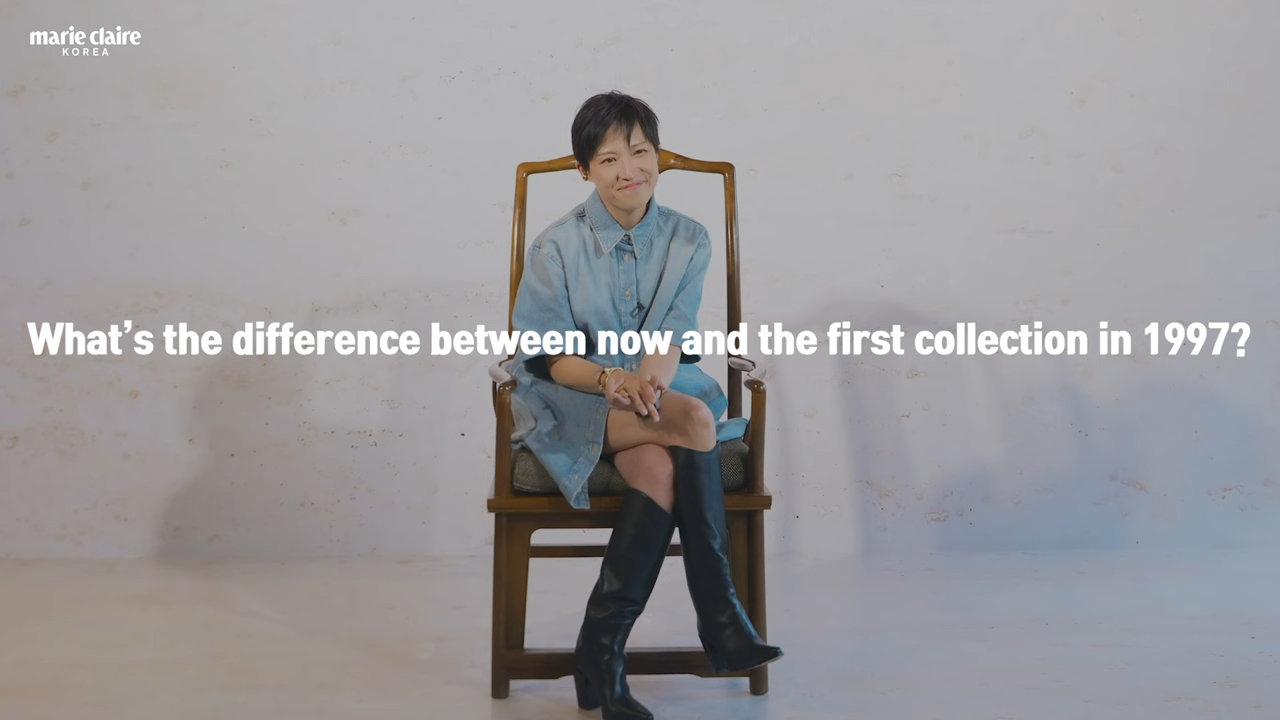 marie claire
KOREA
What's the difference between now and the first collection in 1997?